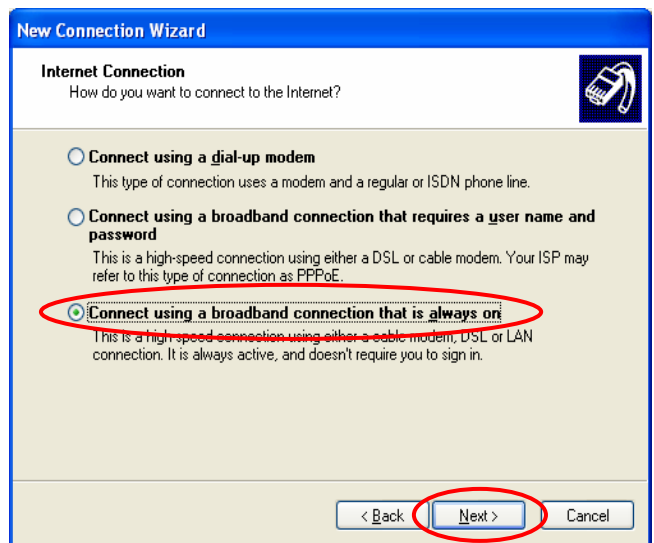 New Connection Wizard
Internet Connection
How do you want to connect to the Internet?
Connect using a dial-up modem
This type of connection uses a modem and a regular or ISDN phone line.
Connect using a broadband connection that requires a user name and
password
This is a high-speed connection using either a DSL or cable modem. Your ISP may
refer to this type of connection as PPPoE.
Connect using a broadband connection that is always on
This is a high-speed connection using either a cable modem, DSL or LAN
connection. It is always active, and doesn't require you to sign in.
< Back Next > Cancel